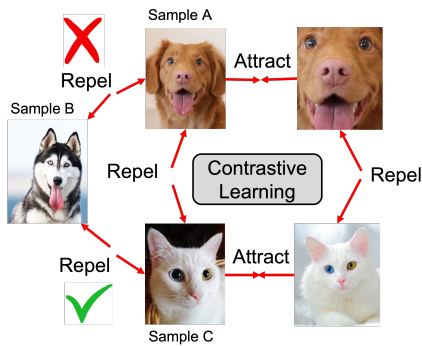 Sample A
Repel
Attract
Sample B
Repel
Contrastive
Learning
Repel
Repel
Attract
Sample C